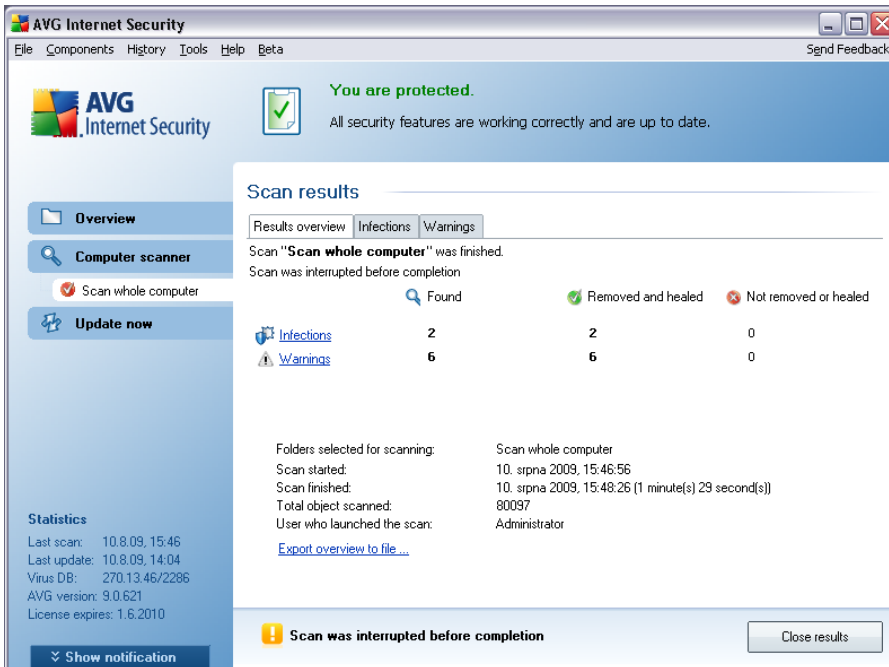 AVG Internet Security
File Components History Tools Help Beta Send Feedback
AVG
Internet Security
You are protected.
All security features are working correctly and are up to date.
Overview
Computer scanner
Scan whole computer
Update now
Scan results
Results overview Infections Warnings
Scan "Scan whole computer" was finished.
Scan was interrupted before completion
Found Removed and healed Not removed or healed
Infections 2 2 0
Warnings 6 6 0
Folders selected for scanning: Scan whole computer
Scan started: 10. srpna 2009, 15:46:56
Scan finished: 10. srpna 2009, 15:48:26 (1 minute(s) 29 second(s))
Total object scanned: 80097
User who launched the scan: Administrator
Export overview to file ...
Statistics
Last scan: 10.8.09, 15:46
Last update: 10.8.09, 14:04
Virus DB: 270.13.46/2286
AVG version: 9.0.621
License expires: 1.6.2010
Show notification
Scan was interrupted before completion
Close results